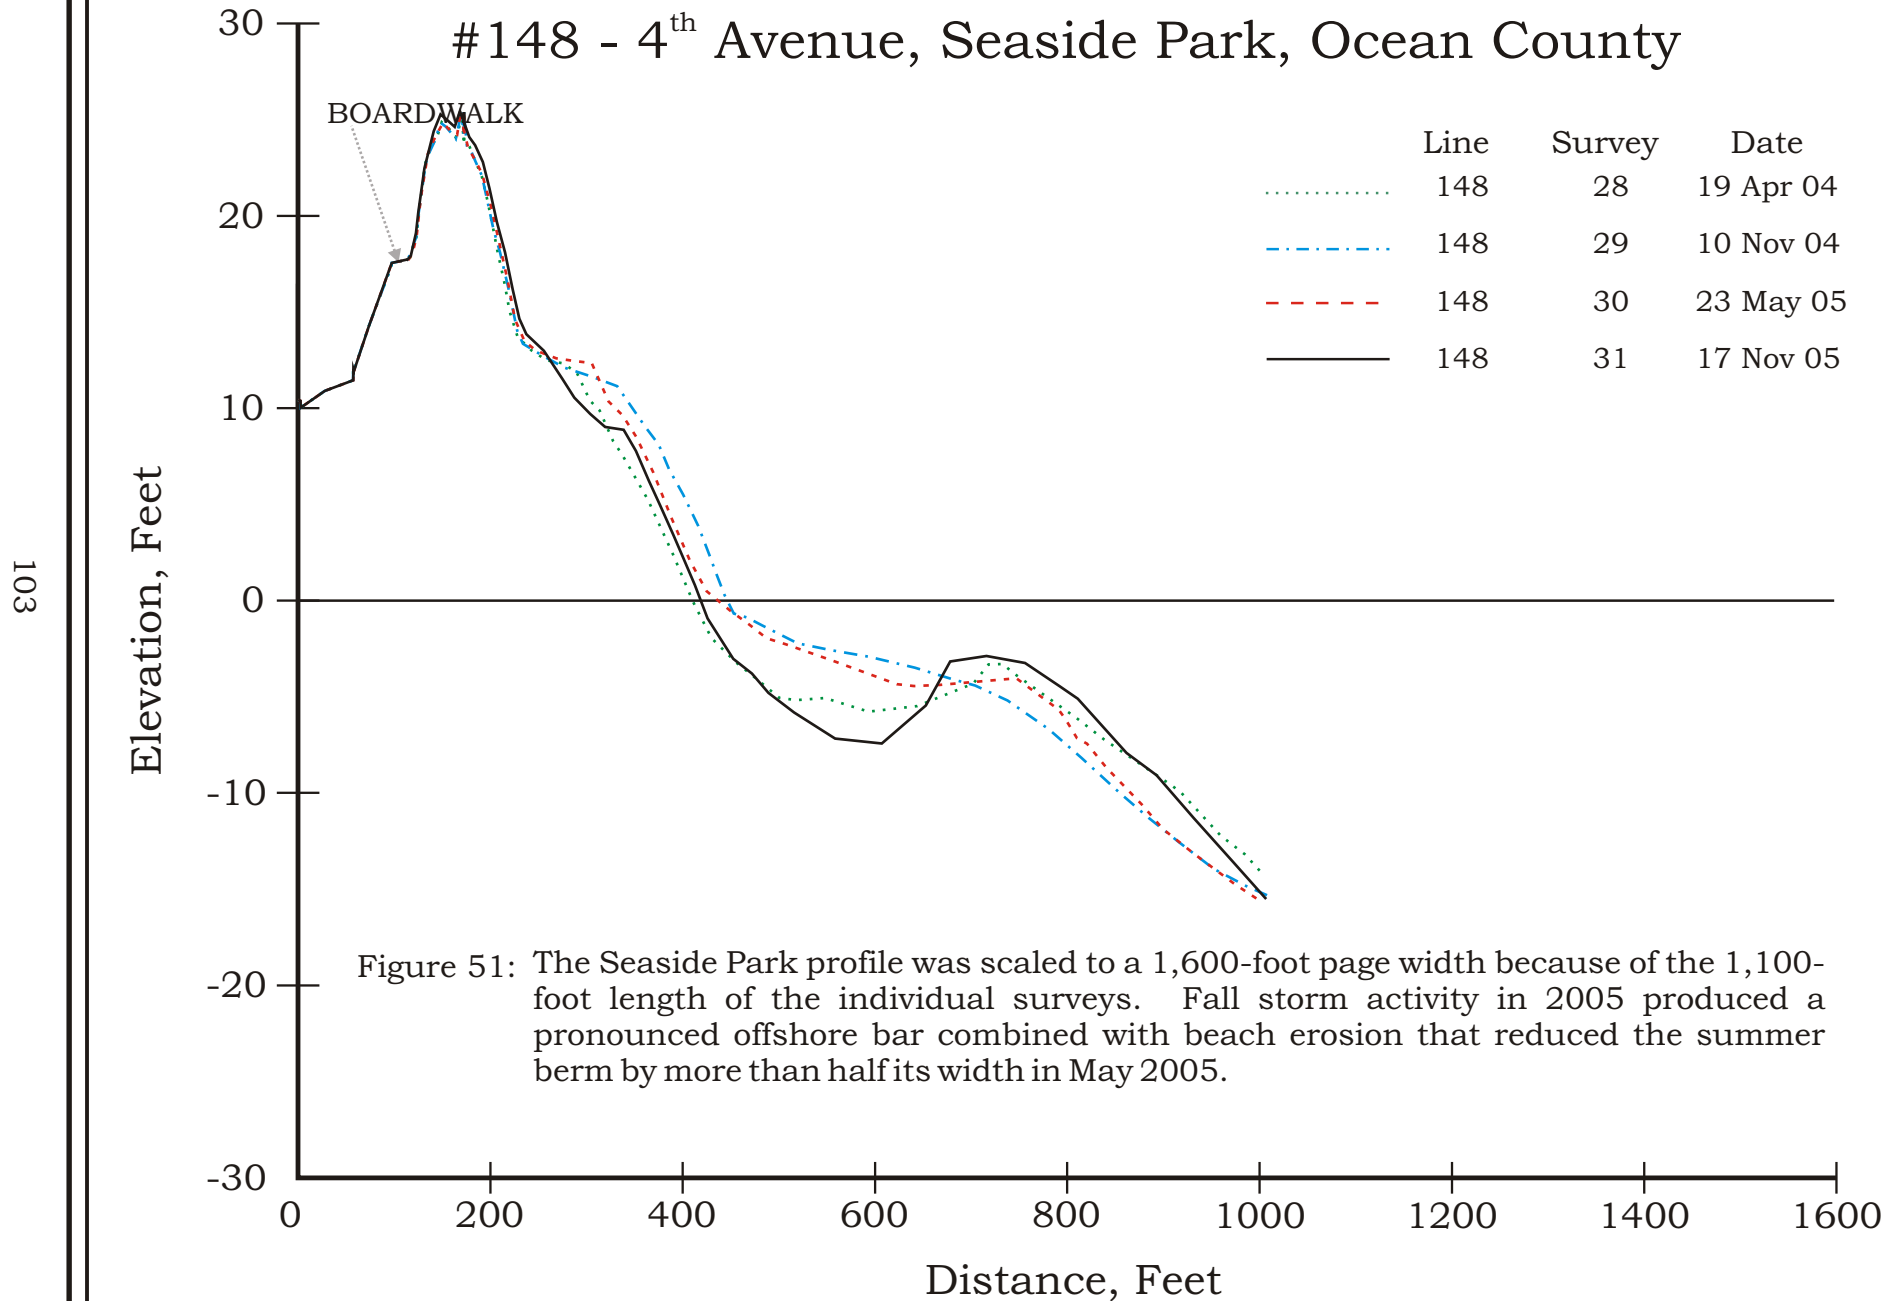 #148 - 4th Avenue, Seaside Park, Ocean County
BOARDWALK
Line Survey Date
148 28 19 Apr 04
148 29 10 Nov 04
148 30 23 May 05
148 31 17 Nov 05
30
20
10
0
-10
-20
-30
Elevation, Feet
103
Figure 51: The Seaside Park profile was scaled to a 1,600-foot page width because of the 1,100-
foot length of the individual surveys. Fall storm activity in 2005 produced a
pronounced offshore bar combined with beach erosion that reduced the summer
berm by more than half its width in May 2005.
0 200 400 600 800 1000 1200 1400 1600
Distance, Feet